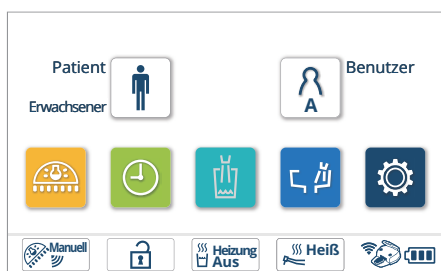 Patient
Benutzer
Erwachsener
A
Manuell
Heizung
Aus
Heiß